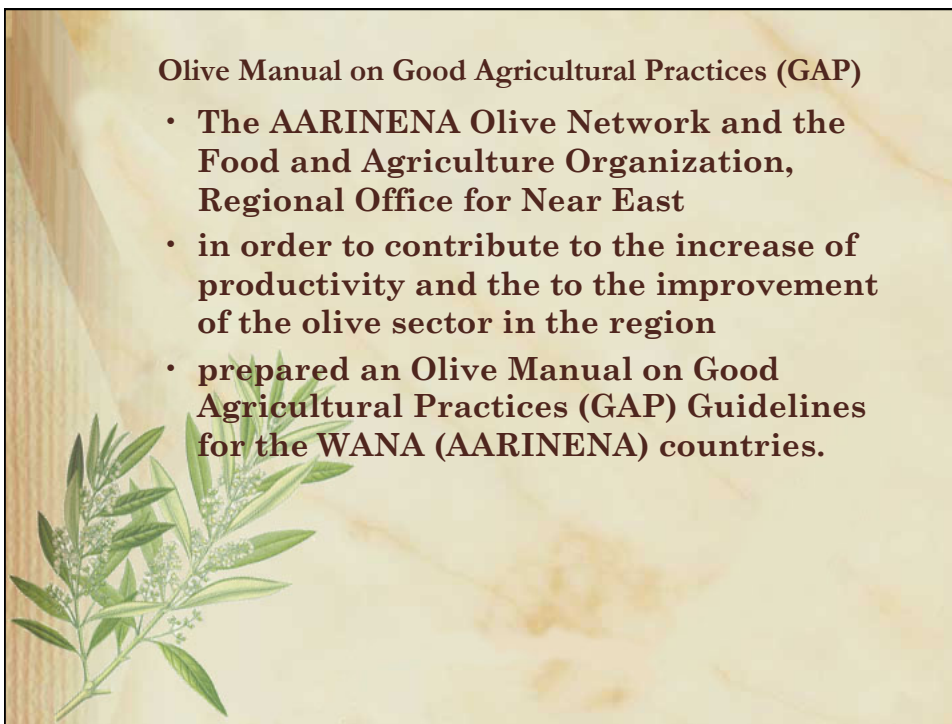 Olive Manual on Good Agricultural Practices (GAP)
• The AARINENA Olive Network and the
Food and Agriculture Organization,
Regional Office for Near East
• in order to contribute to the increase of
productivity and the to the improvement
of the olive sector in the region
• prepared an Olive Manual on Good
Agricultural Practices (GAP) Guidelines
for the WANA (AARINENA) countries.